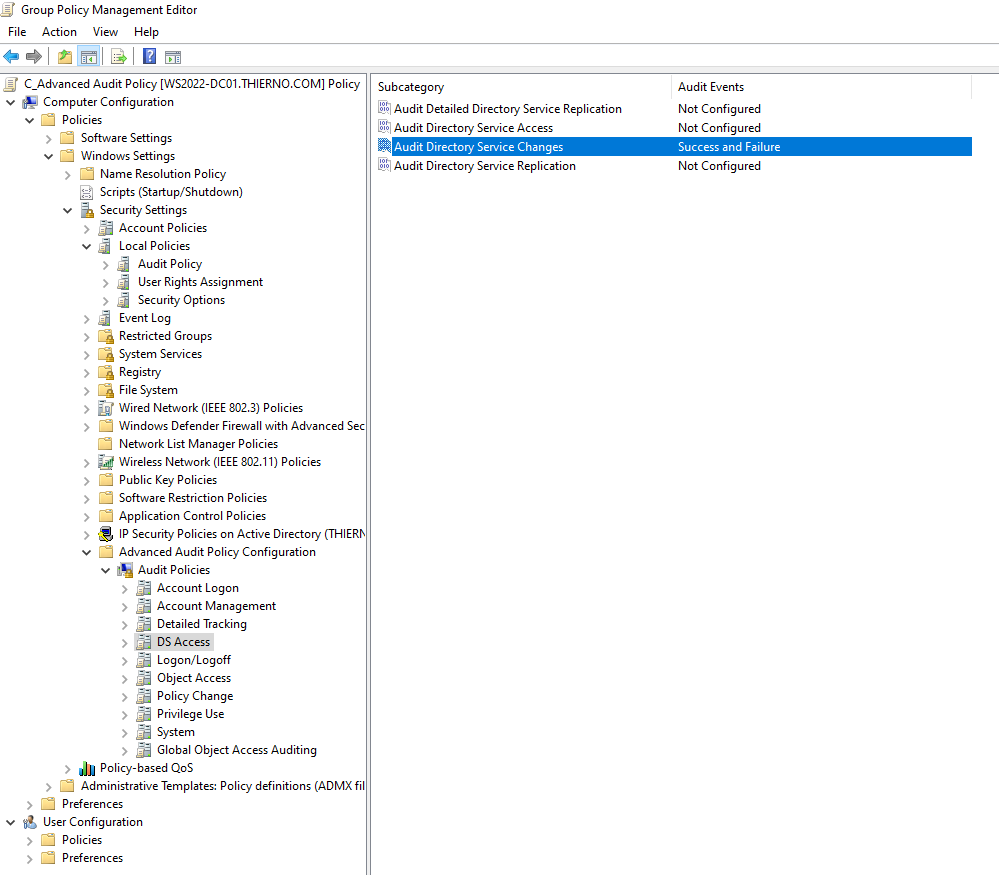 Group Policy Management Editor
File Action View Help
C_Advanced Audit Policy [WS2022-DC01.THIERNO.COM] Policy
Computer Configuration
Policies
Software Settings
Windows Settings
Name Resolution Policy
Scripts (Startup/Shutdown)
Security Settings
Account Policies
Local Policies
Audit Policy
User Rights Assignment
Security Options
Event Log
Restricted Groups
System Services
Registry
File System
Wired Network (IEEE 802.3) Policies
Windows Defender Firewall with Advanced Sec
Network List Manager Policies
Wireless Network (IEEE 802.11) Policies
Public Key Policies
Software Restriction Policies
Application Control Policies
IP Security Policies on Active Directory (THIERN
Advanced Audit Policy Configuration
Audit Policies
Account Logon
Account Management
Detailed Tracking
DS Access
Logon/Logoff
Object Access
Policy Change
Privilege Use
System
Global Object Access Auditing
Policy-based QoS
Administrative Templates: Policy definitions (ADMX fil
Preferences
User Configuration
Policies
Preferences
Subcategory Audit Events
Audit Detailed Directory Service Replication Not Configured
Audit Directory Service Access Not Configured
Audit Directory Service Changes Success and Failure
Audit Directory Service Replication Not Configured